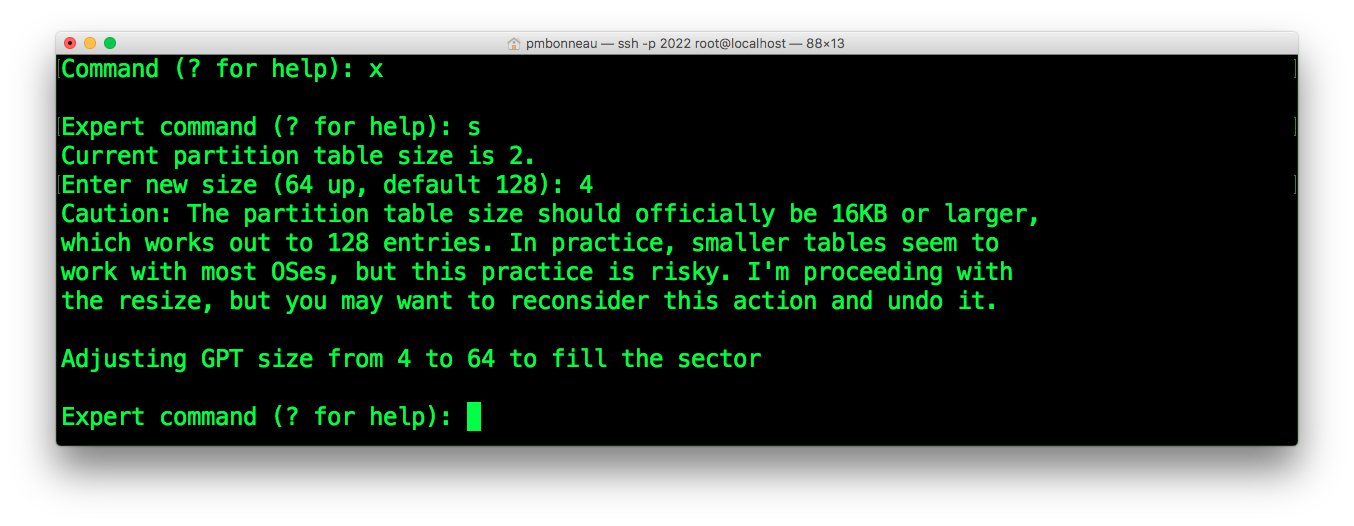 pmbonneau — ssh -p 2022 root@localhost — 88×13
[Command (? for help): x ]
[Expert command (? for help): s ]
Current partition table size is 2.
[Enter new size (64 up, default 128): 4 ]
Caution: The partition table size should officially be 16KB or larger,
which works out to 128 entries. In practice, smaller tables seem to
work with most OSes, but this practice is risky. I'm proceeding with
the resize, but you may want to reconsider this action and undo it.
Adjusting GPT size from 4 to 64 to fill the sector
Expert command (? for help):